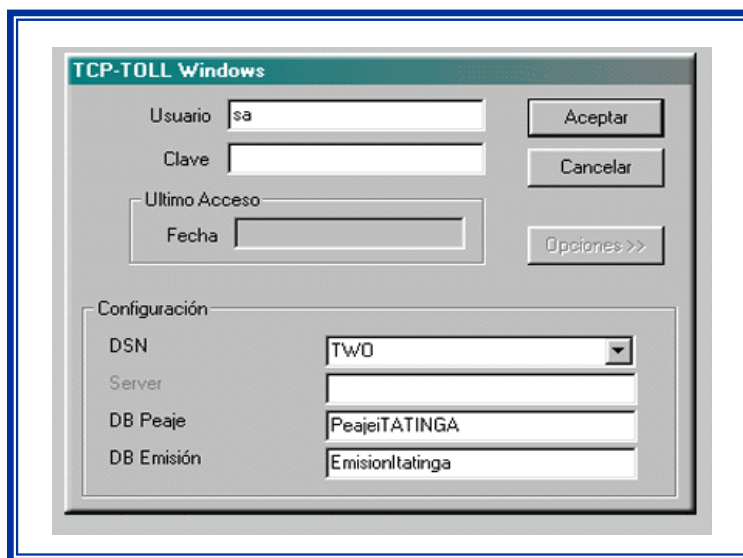 TCP-TOLL Windows
Usuario sa
Aceptar
Clave
Cancelar
Ultimo Acceso
Fecha
Opciones >>
Configuración
DSN TWO
Server
DB Peaje PeajeiTATINGA
DB Emisión EmisionItatinga